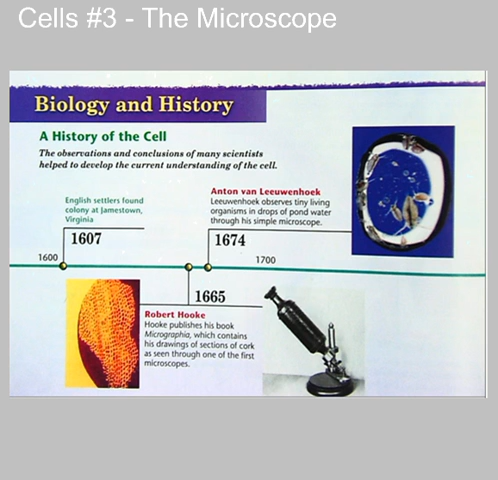 Cells #3 - The Microscope
Biology and History
A History of the Cell
The observations and conclusions of many scientists
helped to develop the current understanding of the cell.
English settlers found
colony at Jamestown,
Virginia
1607
Anton van Leeuwenhoek
Leeuwenhoek observes tiny living
organisms in drops of pond water
through his simple microscope.
1674
1600
1700
1665
Robert Hooke
Hooke publishes his book
Micrographia, which contains
his drawings of sections of cork
as seen through one of the first
microscopes.